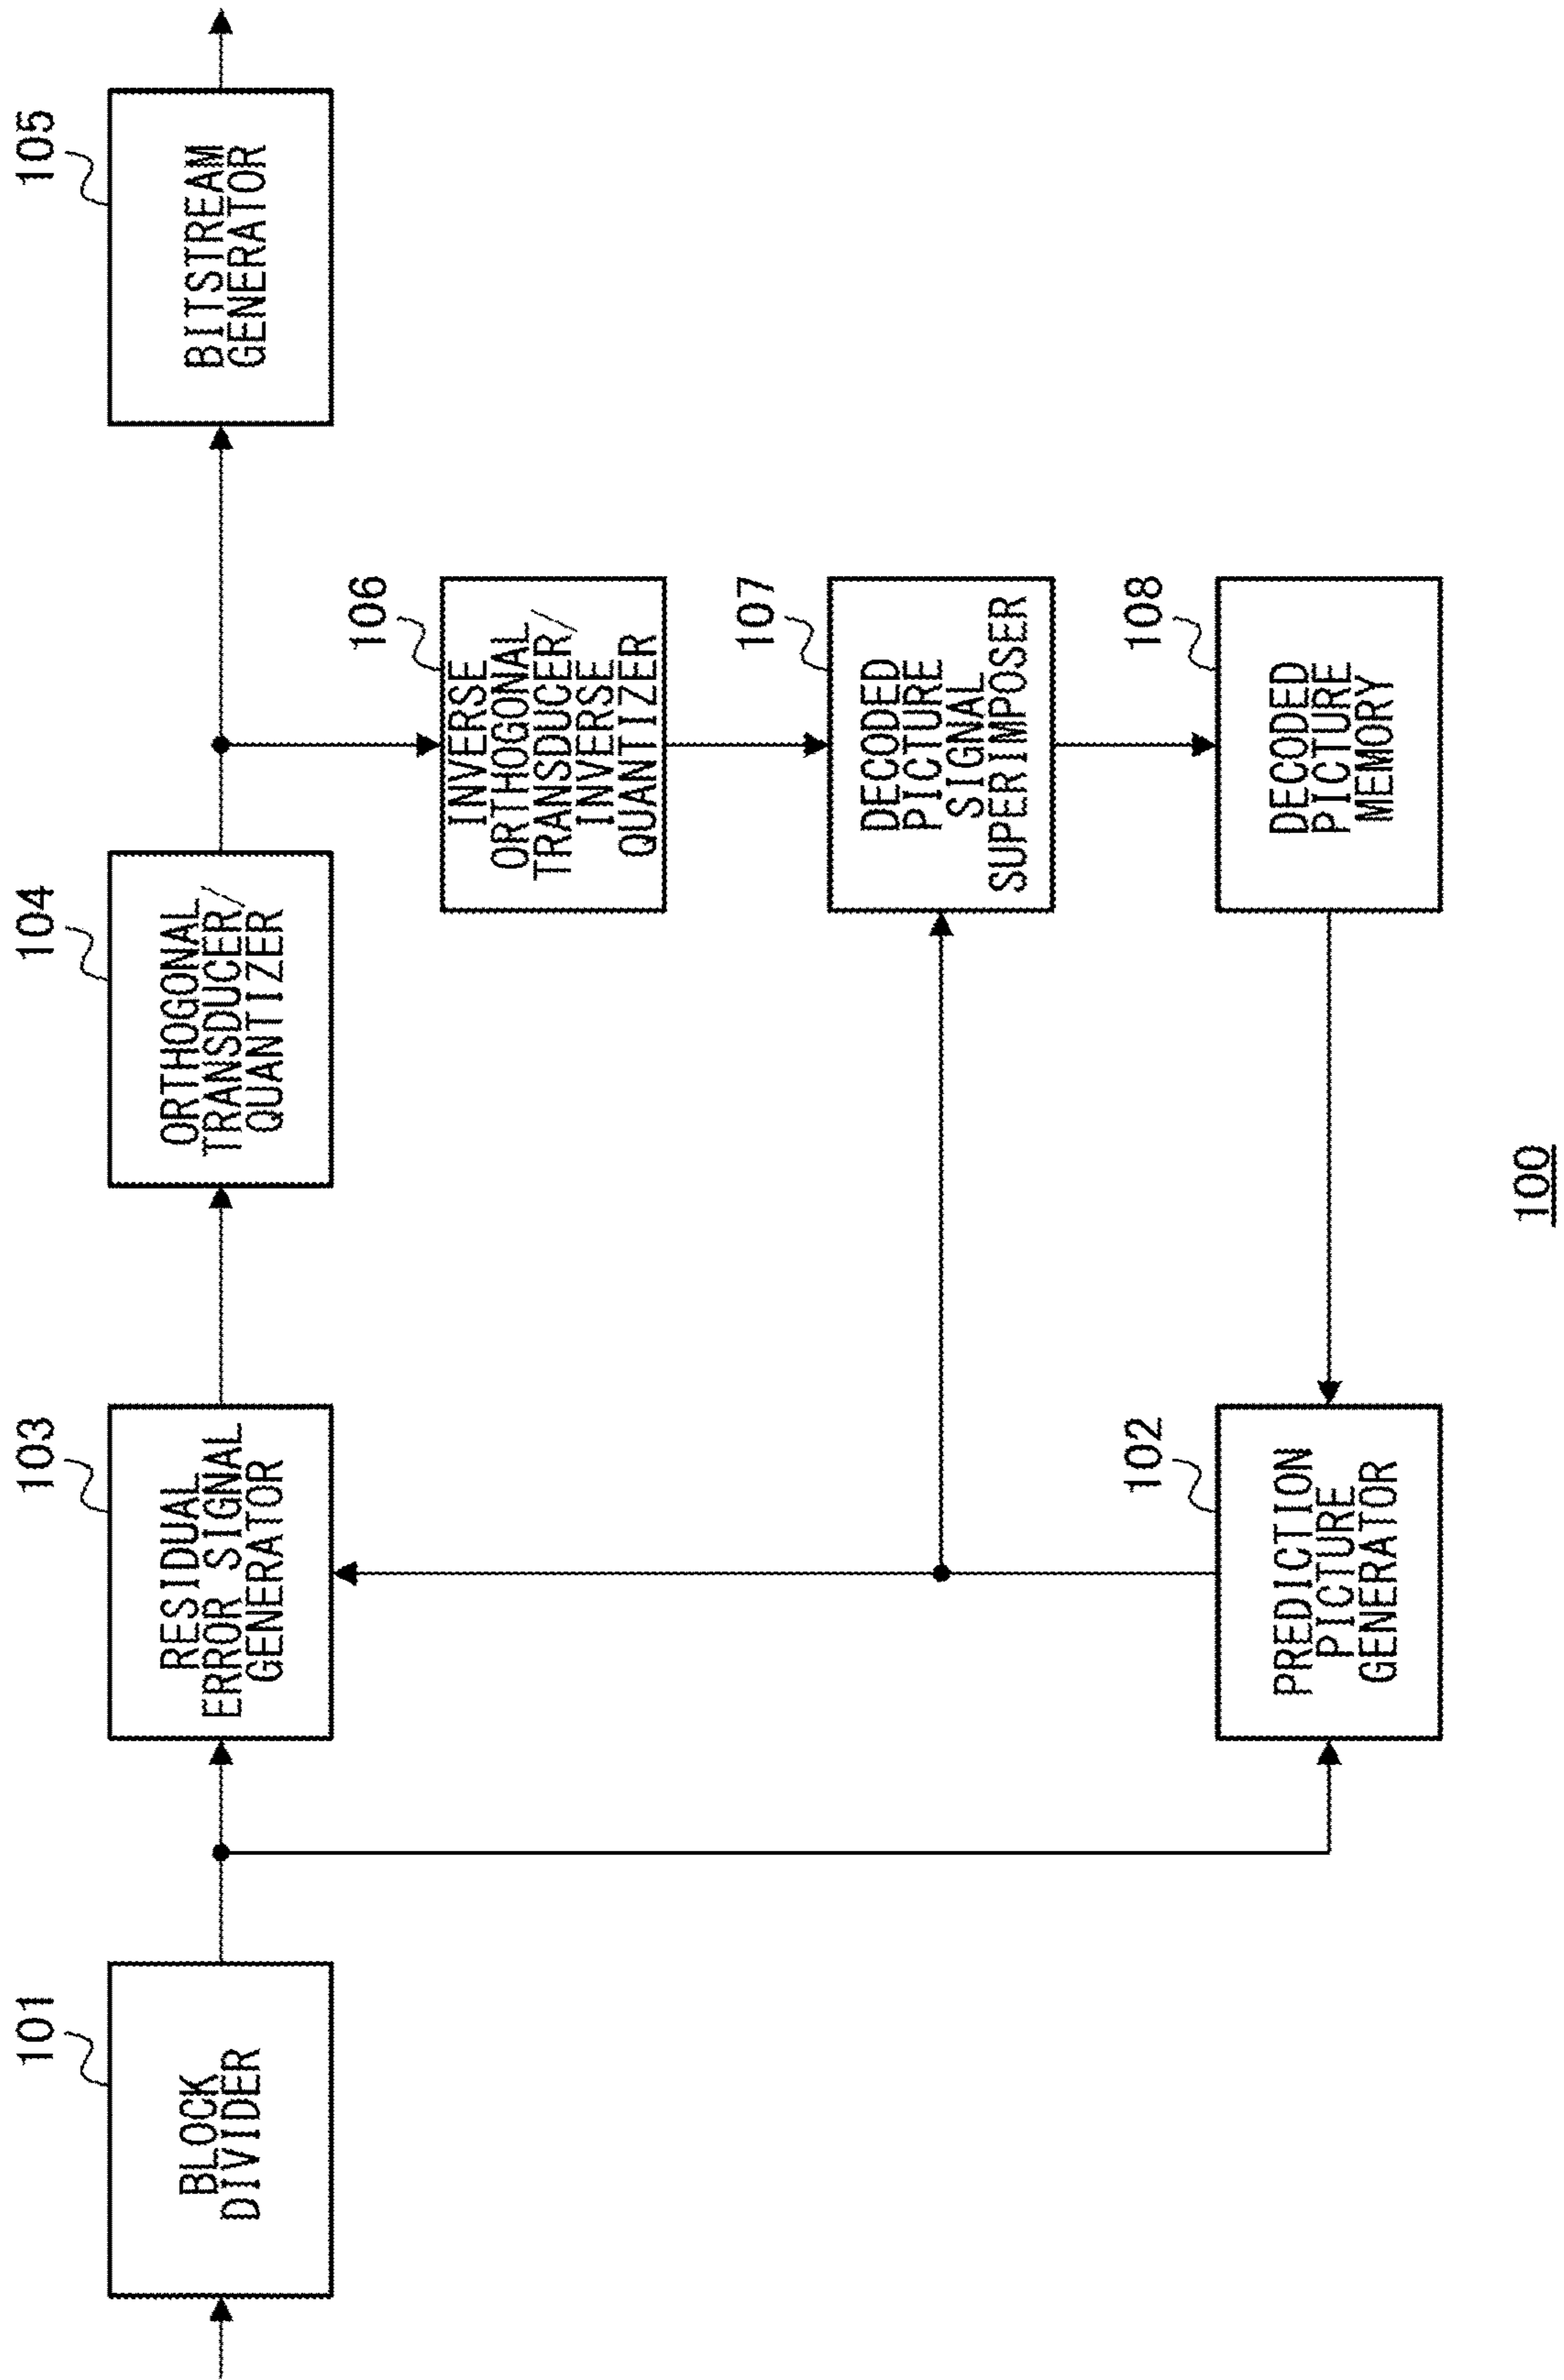 101
BLOCK
DIVIDER
103
RESIDUAL
ERROR SIGNAL
GENERATOR
104
ORTHOGONAL
TRANSDUCER/
QUANTIZER
105
BITSTREAM
GENERATOR
106
INVERSE
ORTHOGONAL
TRANSDUCER/
INVERSE
QUANTIZER
107
DECODED
PICTURE
SIGNAL
SUPERIMPOSER
102
PREDICTION
PICTURE
GENERATOR
108
DECODED
PICTURE
MEMORY
100